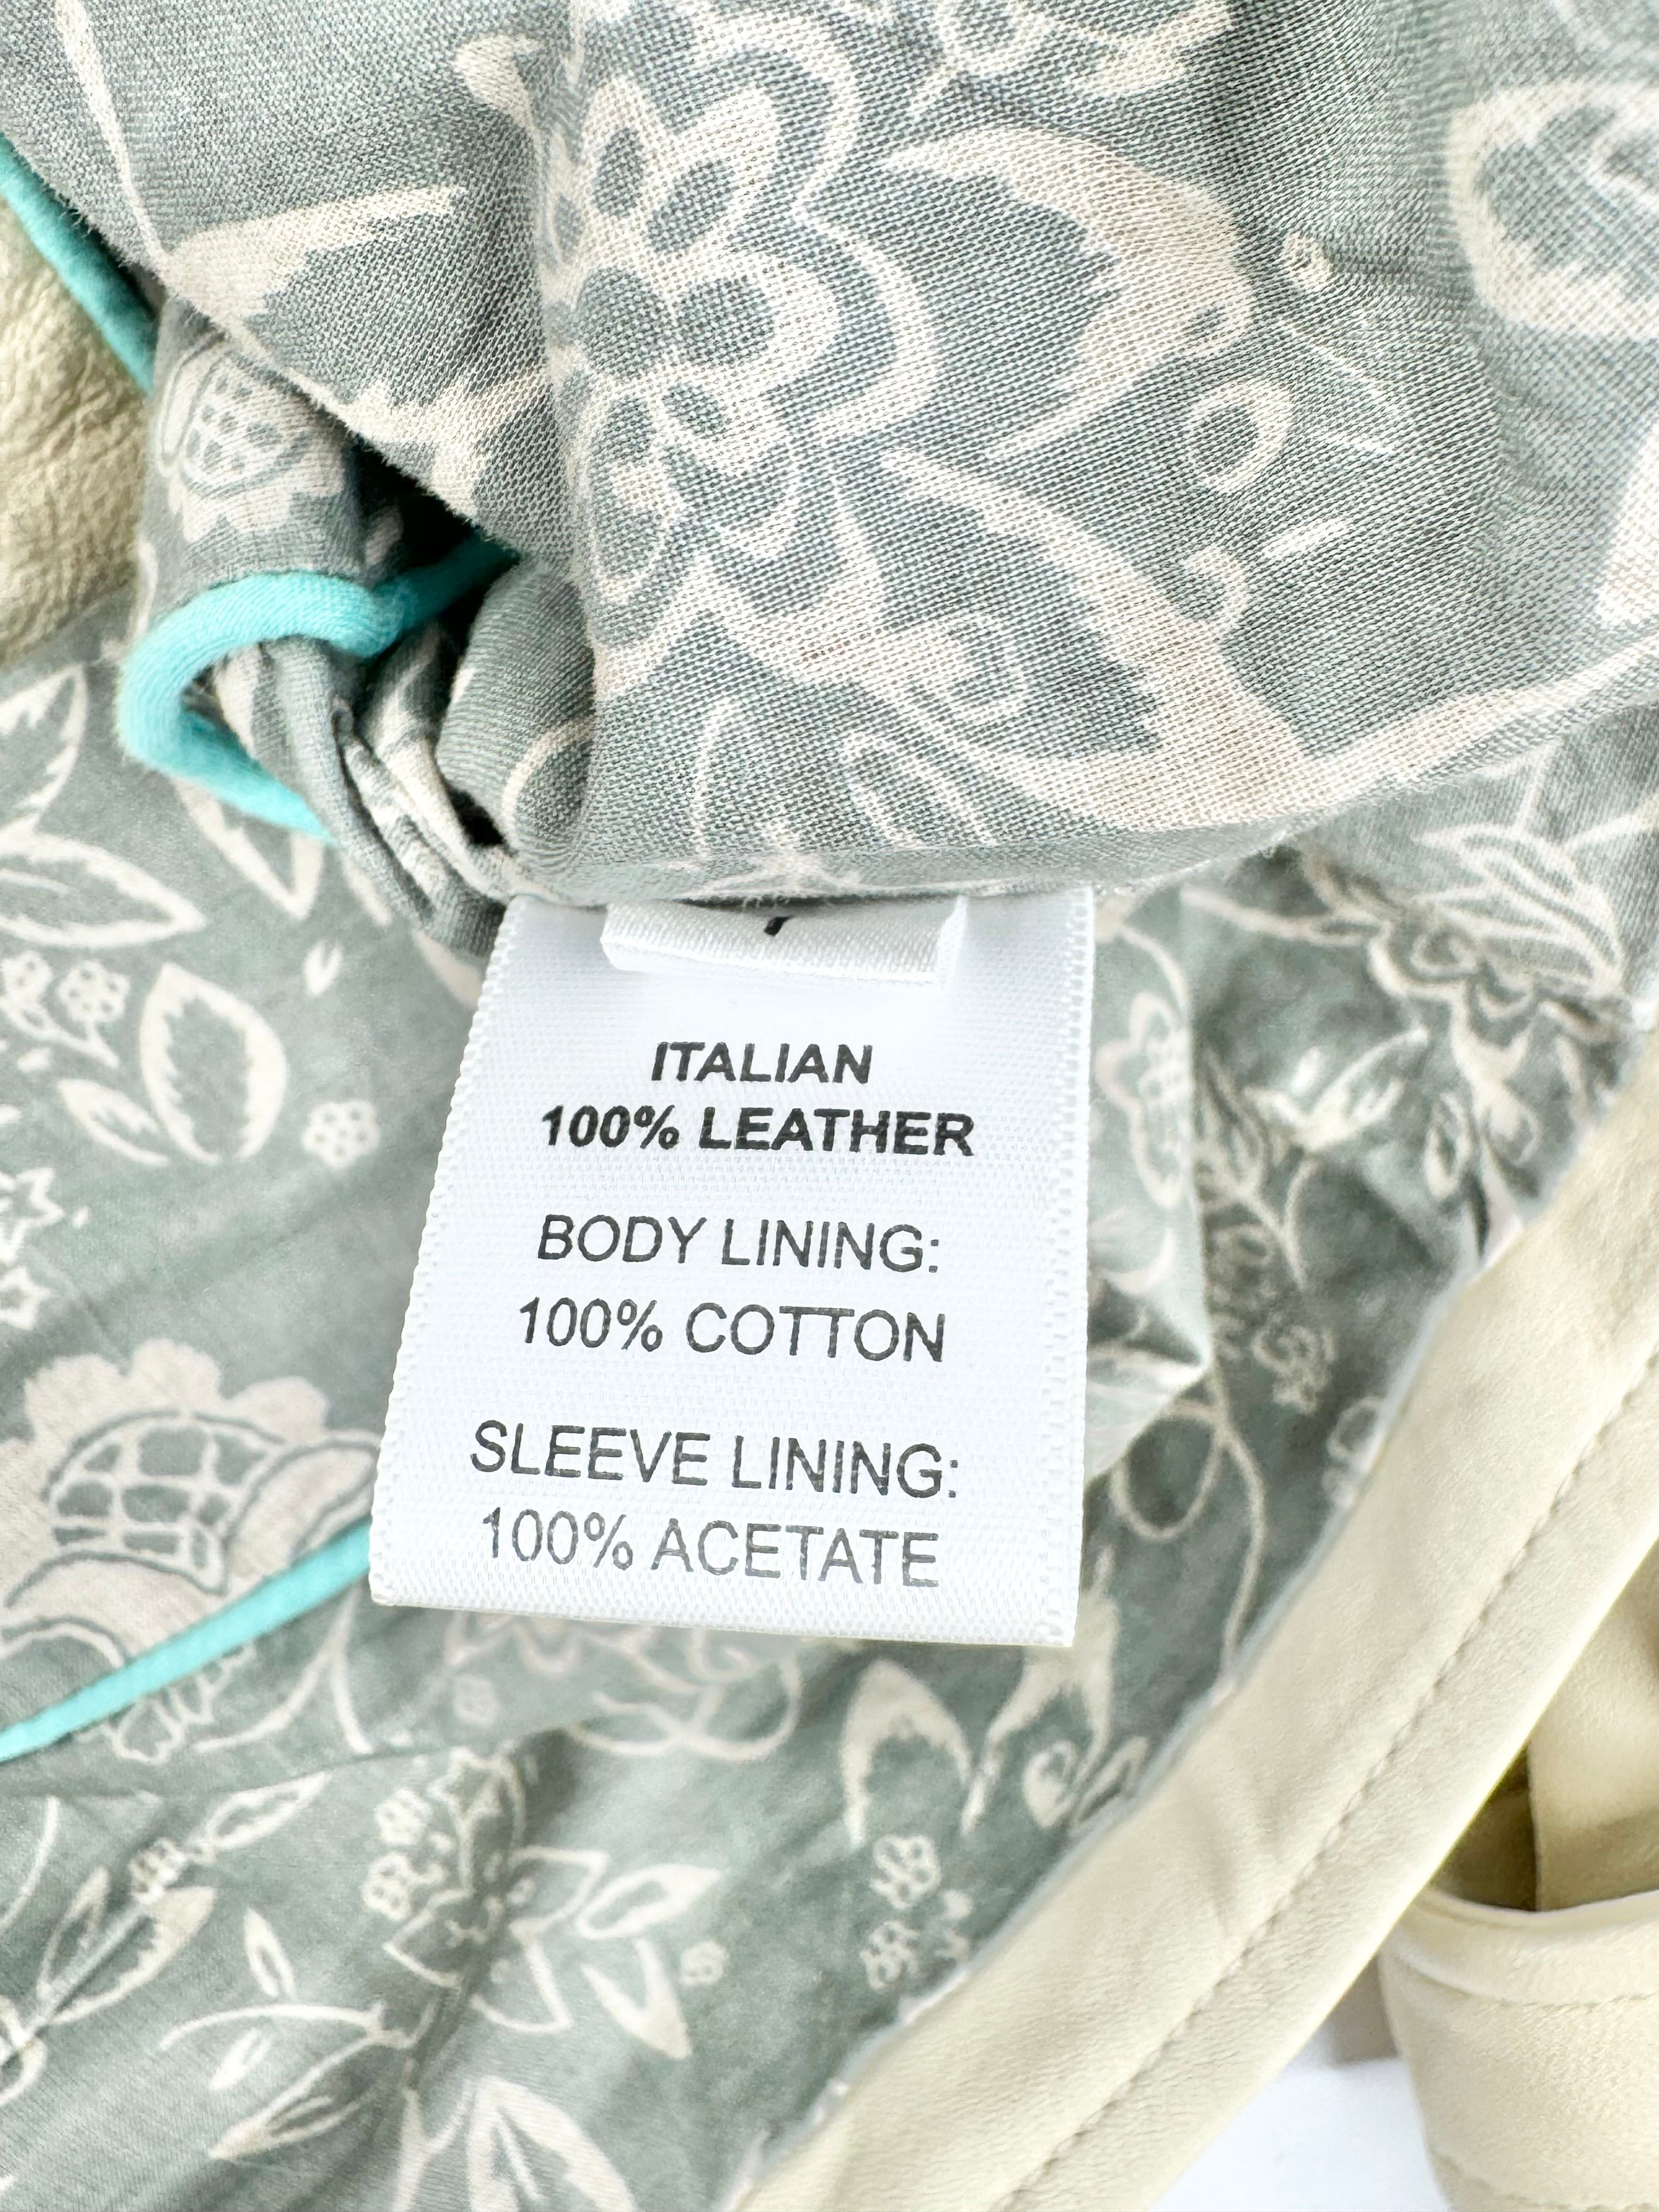 ITALIAN
100% LEATHER
BODY LINING:
100% COTTON
SLEEVE LINING:
100% ACETATE